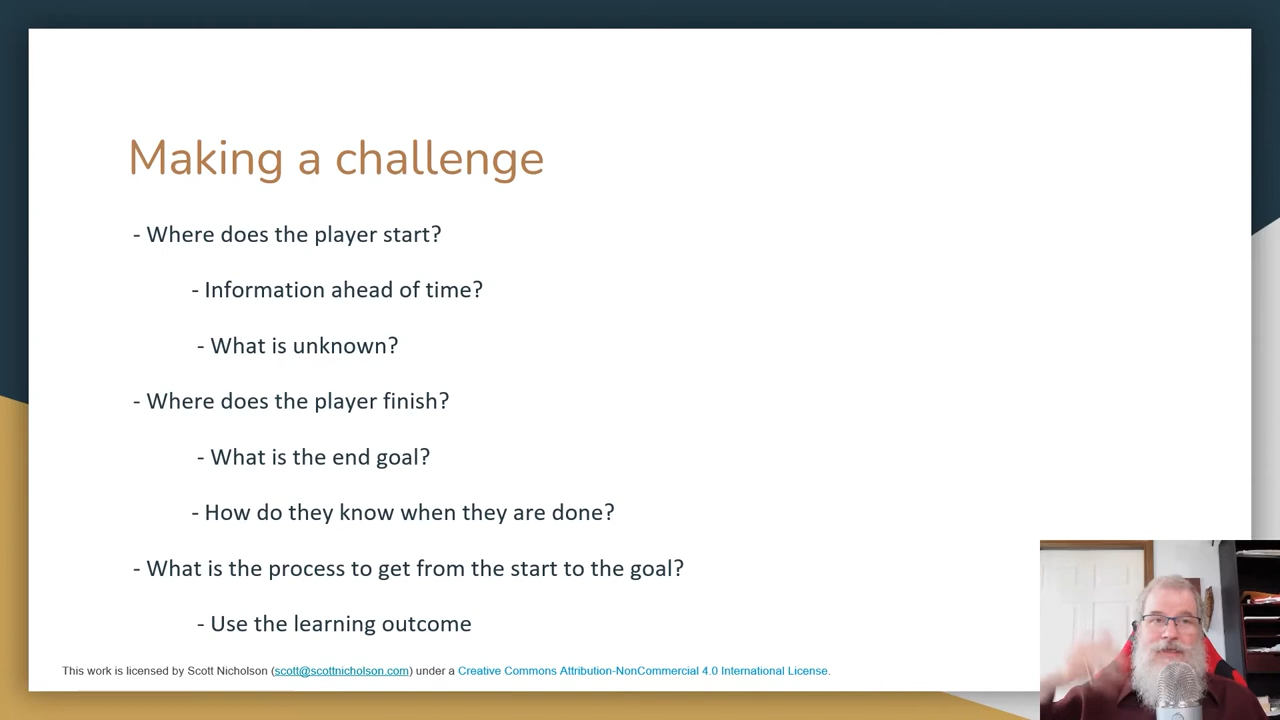 Making a challenge
- Where does the player start?
- Information ahead of time?
- What is unknown?
- Where does the player finish?
- What is the end goal?
- How do they know when they are done?
- What is the process to get from the start to the goal?
- Use the learning outcome
This work is licensed by Scott Nicholson (scott@scottnicholson.com) under a Creative Commons Attribution-NonCommercial 4.0 International License.